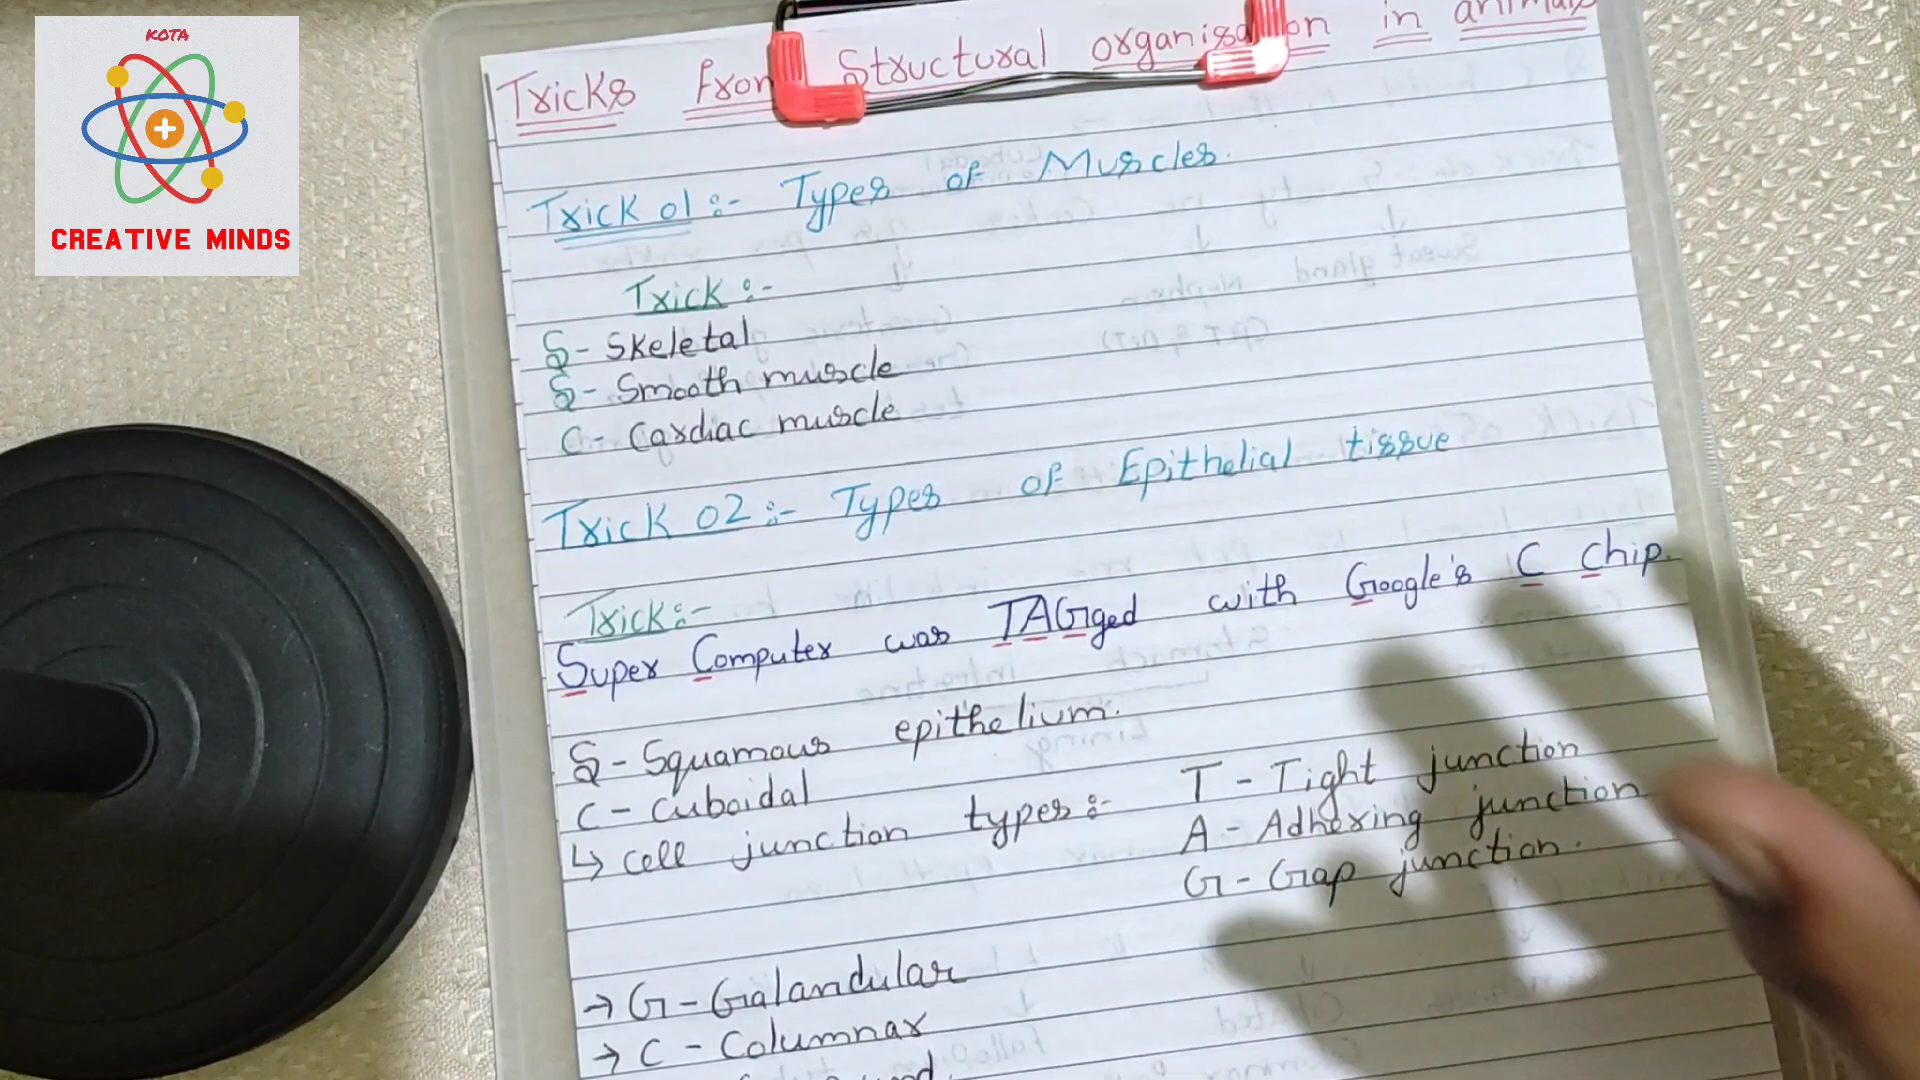 KOTA
CREATIVE MINDS
Tricks from Structural organisation in animals
Trick 01:- Types of Muscles.
Trick:-
S- Skeletal
S- Smooth muscle
C- Cardiac muscle
Trick 02:- Types of Epithelial tissue
Trick:-
Super Computer was TAGged with Google's C Chip.
S- Squamous epithelium.
C- Cuboidal
↳ cell junction types:-
T - Tight junction
A - Adhering junction
G - Gap junction.
→ G - Galandular
→ C - Columnar